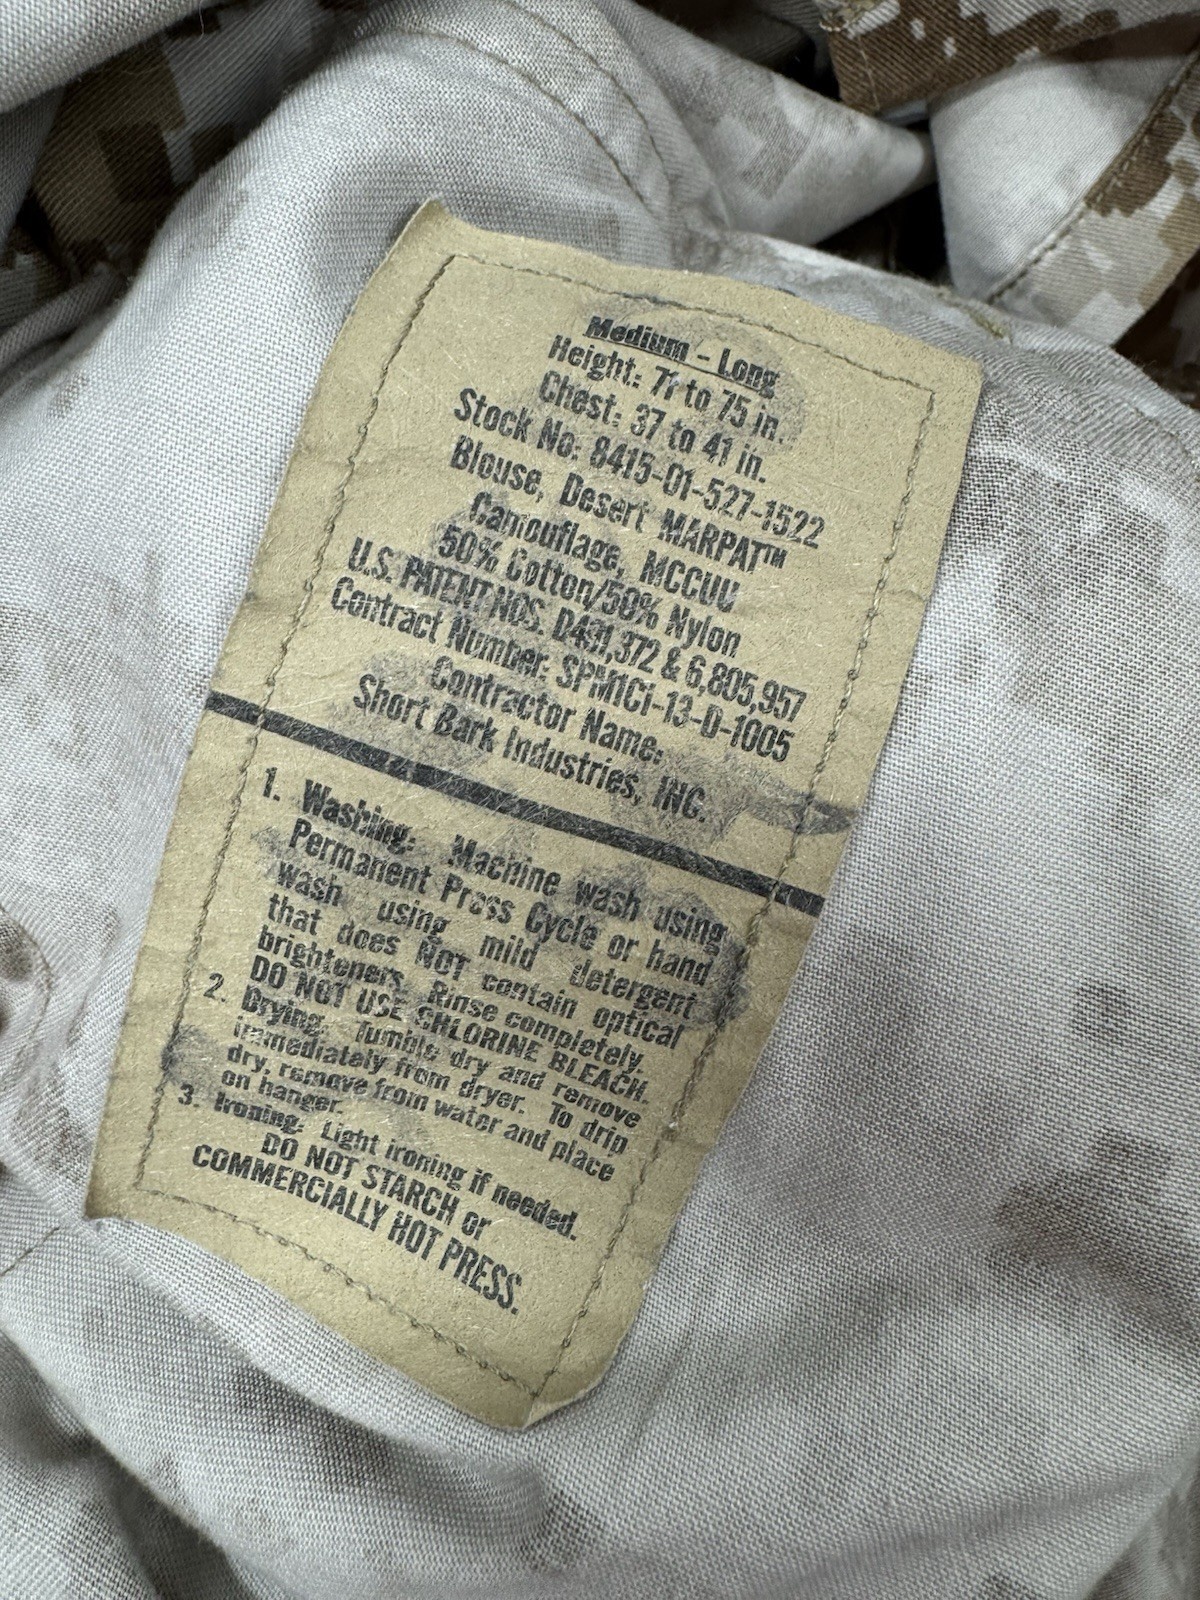 Medium - Long
Height: 71 to 75 in.
Chest: 37 to 41 in.
Stock No: 8415-01-527-1522
Blouse, Desert MARPAT™
Camouflage, MCCUU
50% Cotton/50% Nylon
U.S. PATENT NOS. D491,372 & 6,805,957
Contract Number: SPM1C1-13-D-1005
Contractor Name:
Short Bark Industries, INC.
1. Washing: Machine wash using
Permanent Press Cycle or hand
wash using mild detergent
that does NOT contain optical
brighteners. Rinse completely.
DO NOT USE CHLORINE BLEACH.
2. Drying: Tumble dry and remove
immediately from dryer. To drip
dry, remove from water and place
on hanger.
3. Ironing: Light ironing if needed.
DO NOT STARCH or
COMMERCIALLY HOT PRESS.